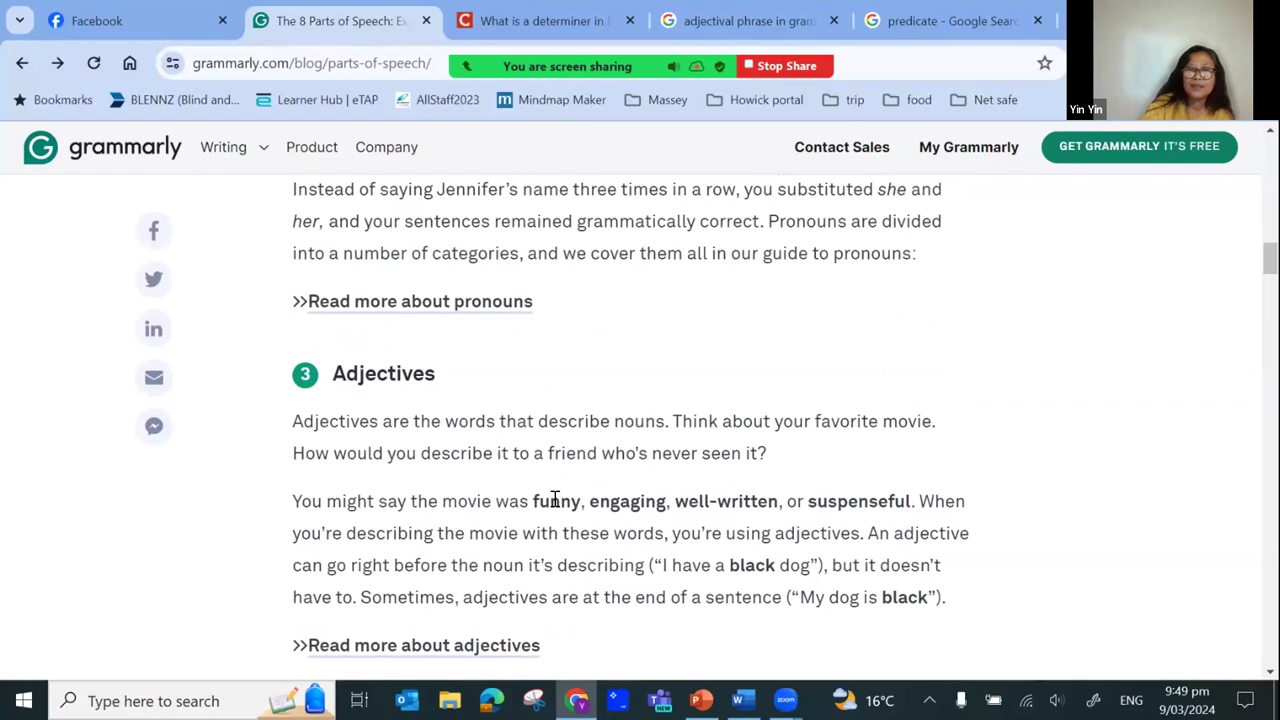 Facebook
The 8 Parts of Speech: Ex
What is a determiner in
adjectival phrase in gran
predicate - Google Sear
grammarly.com/blog/parts-of-speech/
You are screen sharing
Stop Share
Bookmarks
BLENNZ (Blind and...
Learner Hub | eTAP
AllStaff2023
Mindmap Maker
Massey
Howick portal
trip
food
Net safe
Yin Yin
grammarly
Writing
Product
Company
Contact Sales
My Grammarly
GET GRAMMARLY IT'S FREE
Instead of saying Jennifer's name three times in a row, you substituted she and
her, and your sentences remained grammatically correct. Pronouns are divided
into a number of categories, and we cover them all in our guide to pronouns:
>>Read more about pronouns
3 Adjectives
Adjectives are the words that describe nouns. Think about your favorite movie.
How would you describe it to a friend who's never seen it?
You might say the movie was funny, engaging, well-written, or suspenseful. When
you're describing the movie with these words, you're using adjectives. An adjective
can go right before the noun it's describing (“I have a black dog”), but it doesn't
have to. Sometimes, adjectives are at the end of a sentence (“My dog is black”).
>>Read more about adjectives
Type here to search
16°C
ENG
9:49 pm
9/03/2024